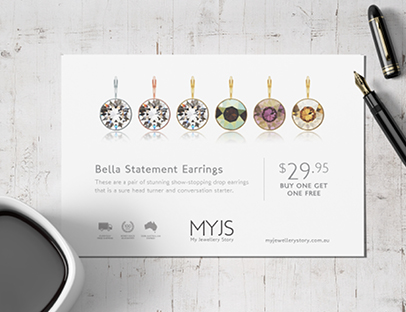 Bella Statement Earrings
These are a pair of stunning show-stopping drop earrings
that is a sure head turner and conversation starter.
$29.95
BUY ONE GET
ONE FREE
MYJS
My Jewellery Story
myjewellerystory.com.au